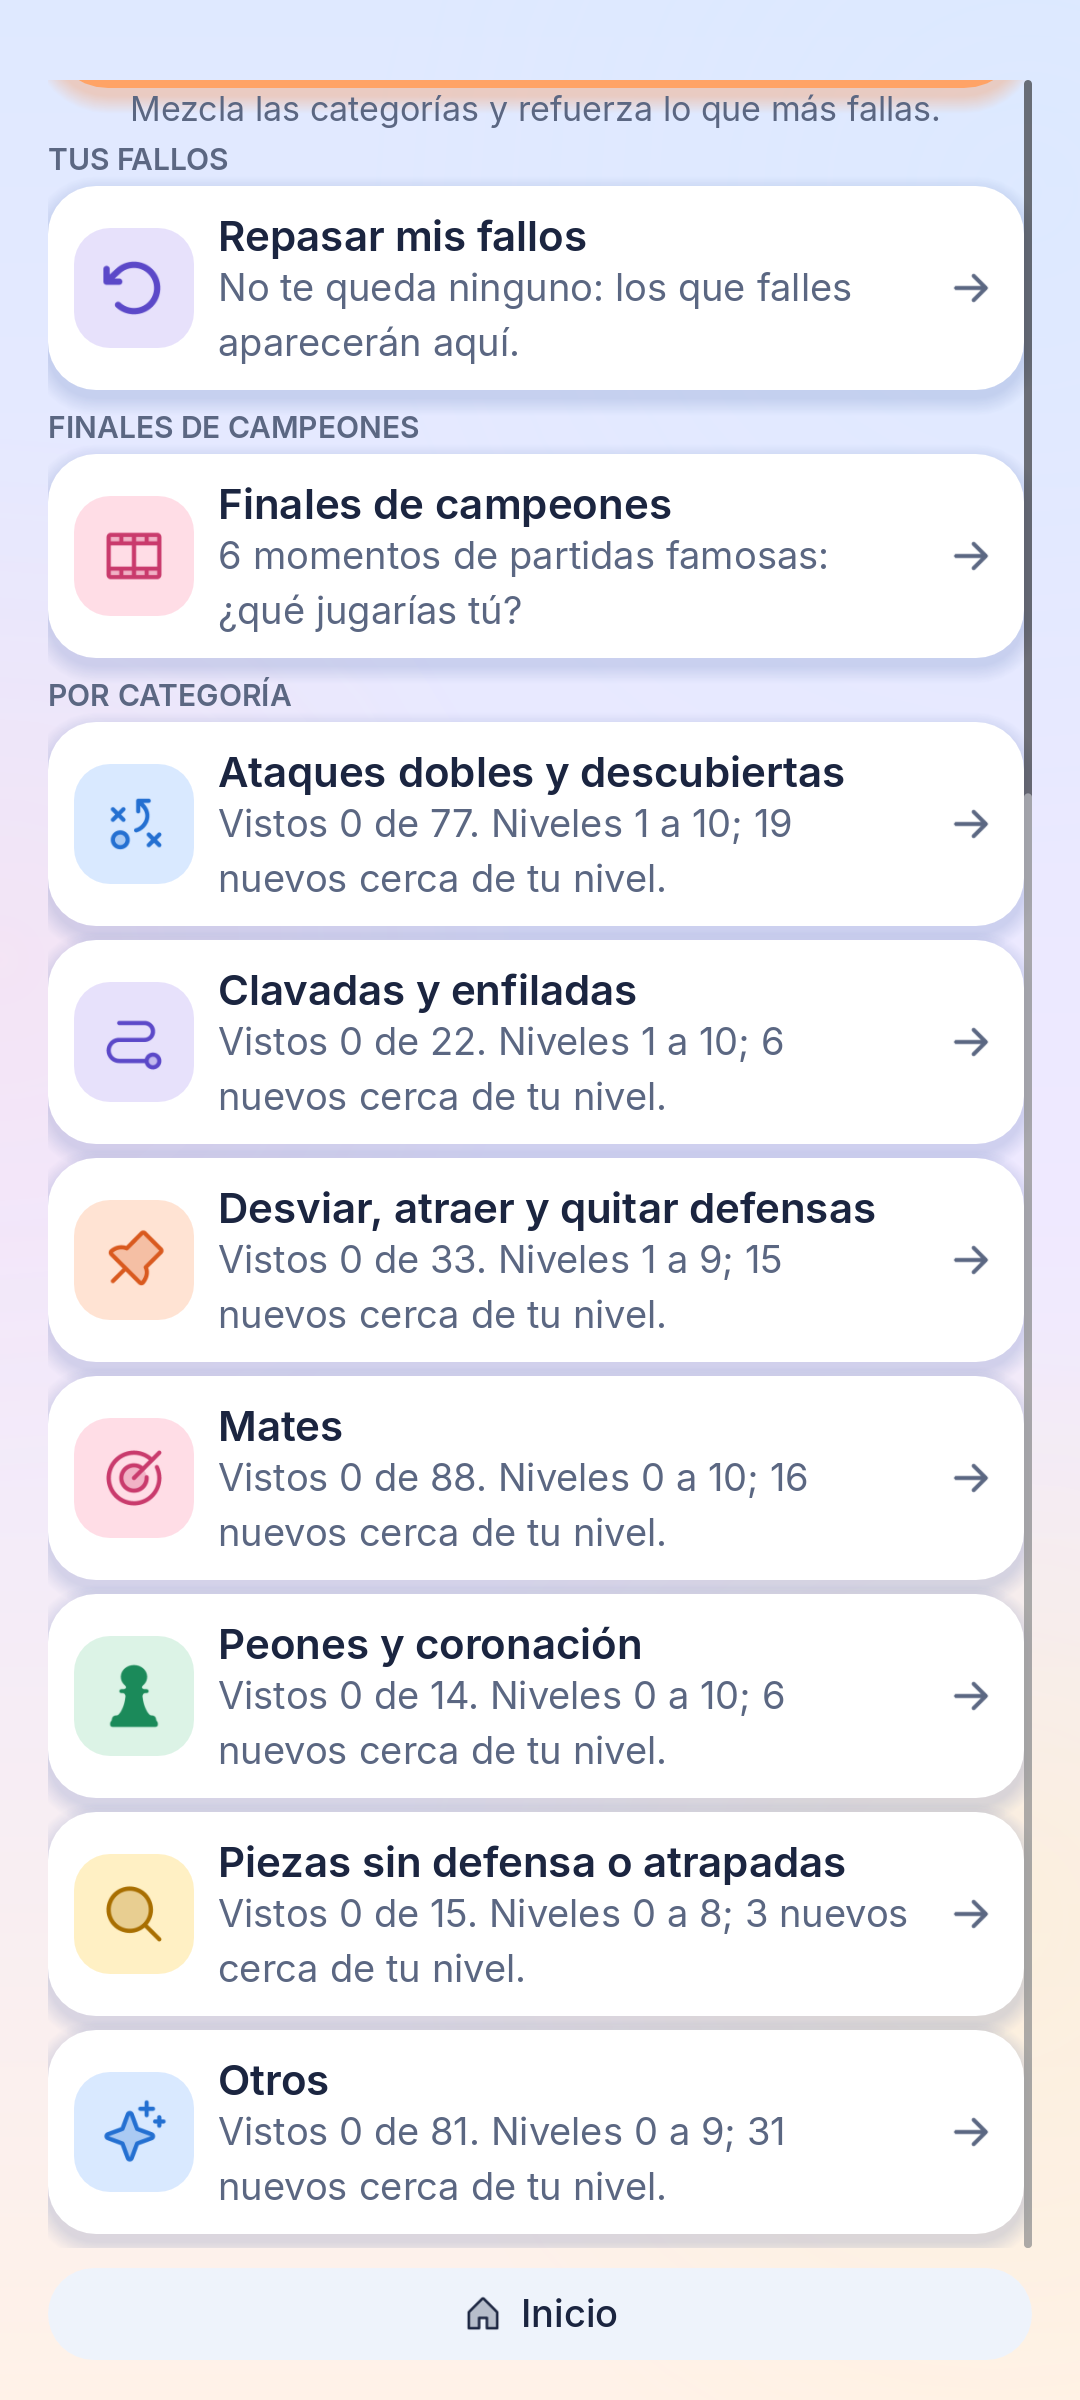 Mezcla las categorías y refuerza lo que más fallas.
TUS FALLOS
Repasar mis fallos
No te queda ninguno: los que falles
aparecerán aquí.
FINALES DE CAMPEONES
Finales de campeones
6 momentos de partidas famosas:
¿qué jugarías tú?
POR CATEGORÍA
Ataques dobles y descubiertas
Vistos 0 de 77. Niveles 1 a 10; 19
nuevos cerca de tu nivel.
Clavadas y enfiladas
Vistos 0 de 22. Niveles 1 a 10; 6
nuevos cerca de tu nivel.
Desviar, atraer y quitar defensas
Vistos 0 de 33. Niveles 1 a 9; 15
nuevos cerca de tu nivel.
Mates
Vistos 0 de 88. Niveles 0 a 10; 16
nuevos cerca de tu nivel.
Peones y coronación
Vistos 0 de 14. Niveles 0 a 10; 6
nuevos cerca de tu nivel.
Piezas sin defensa o atrapadas
Vistos 0 de 15. Niveles 0 a 8; 3 nuevos
cerca de tu nivel.
Otros
Vistos 0 de 81. Niveles 0 a 9; 31
nuevos cerca de tu nivel.
Inicio